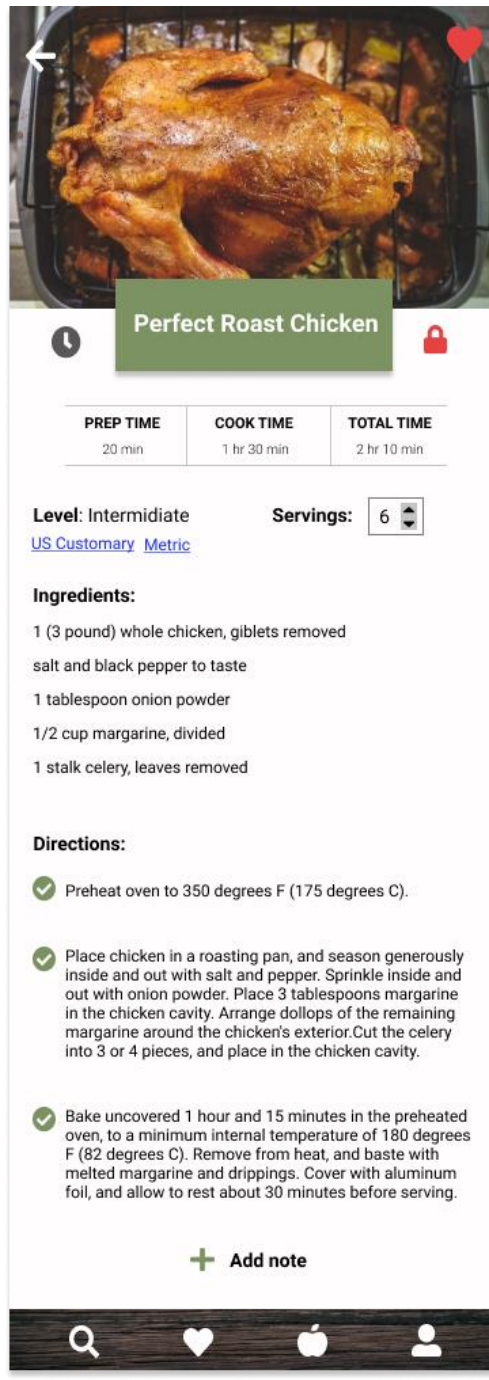 Perfect Roast Chicken
PREP TIME COOK TIME TOTAL TIME
20 min 1 hr 30 min 2 hr 10 min
Level: Intermidiate Servings: 6
US Customary Metric
Ingredients:
1 (3 pound) whole chicken, giblets removed
salt and black pepper to taste
1 tablespoon onion powder
1/2 cup margarine, divided
1 stalk celery, leaves removed
Directions:
Preheat oven to 350 degrees F (175 degrees C).
Place chicken in a roasting pan, and season generously
inside and out with salt and pepper. Sprinkle inside and
out with onion powder. Place 3 tablespoons margarine
in the chicken cavity. Arrange dollops of the remaining
margarine around the chicken's exterior.Cut the celery
into 3 or 4 pieces, and place in the chicken cavity.
Bake uncovered 1 hour and 15 minutes in the preheated
oven, to a minimum internal temperature of 180 degrees
F (82 degrees C). Remove from heat, and baste with
melted margarine and drippings. Cover with aluminum
foil, and allow to rest about 30 minutes before serving.
Add note